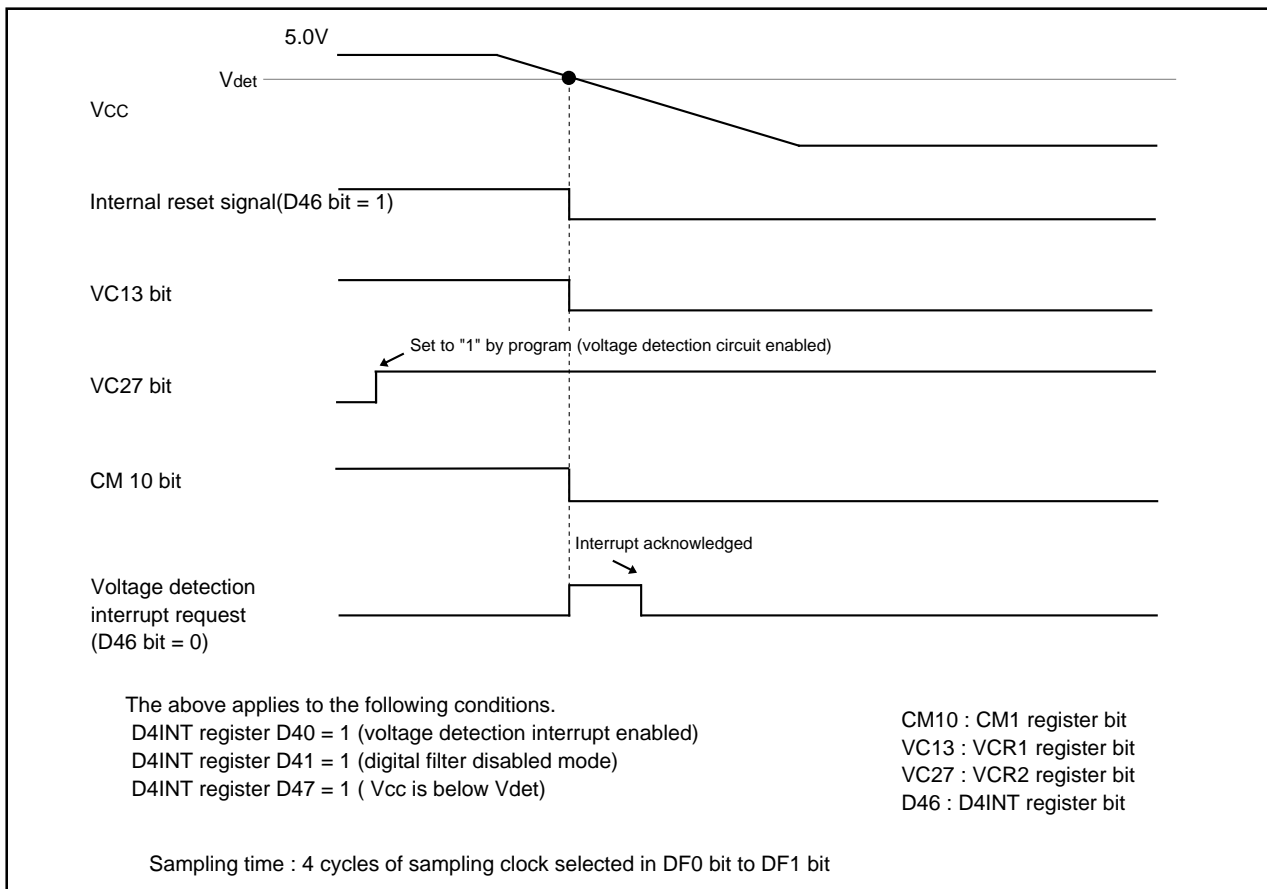 5.0V
Vdet
VCC
Internal reset signal(D46 bit = 1)
VC13 bit
Set to "1" by program (voltage detection circuit enabled)
VC27 bit
CM 10 bit
Interrupt acknowledged
Voltage detection
interrupt request
(D46 bit = 0)
The above applies to the following conditions.
D4INT register D40 = 1 (voltage detection interrupt enabled)
D4INT register D41 = 1 (digital filter disabled mode)
D4INT register D47 = 1 ( Vcc is below Vdet)
CM10 : CM1 register bit
VC13 : VCR1 register bit
VC27 : VCR2 register bit
D46 : D4INT register bit
Sampling time : 4 cycles of sampling clock selected in DF0 bit to DF1 bit